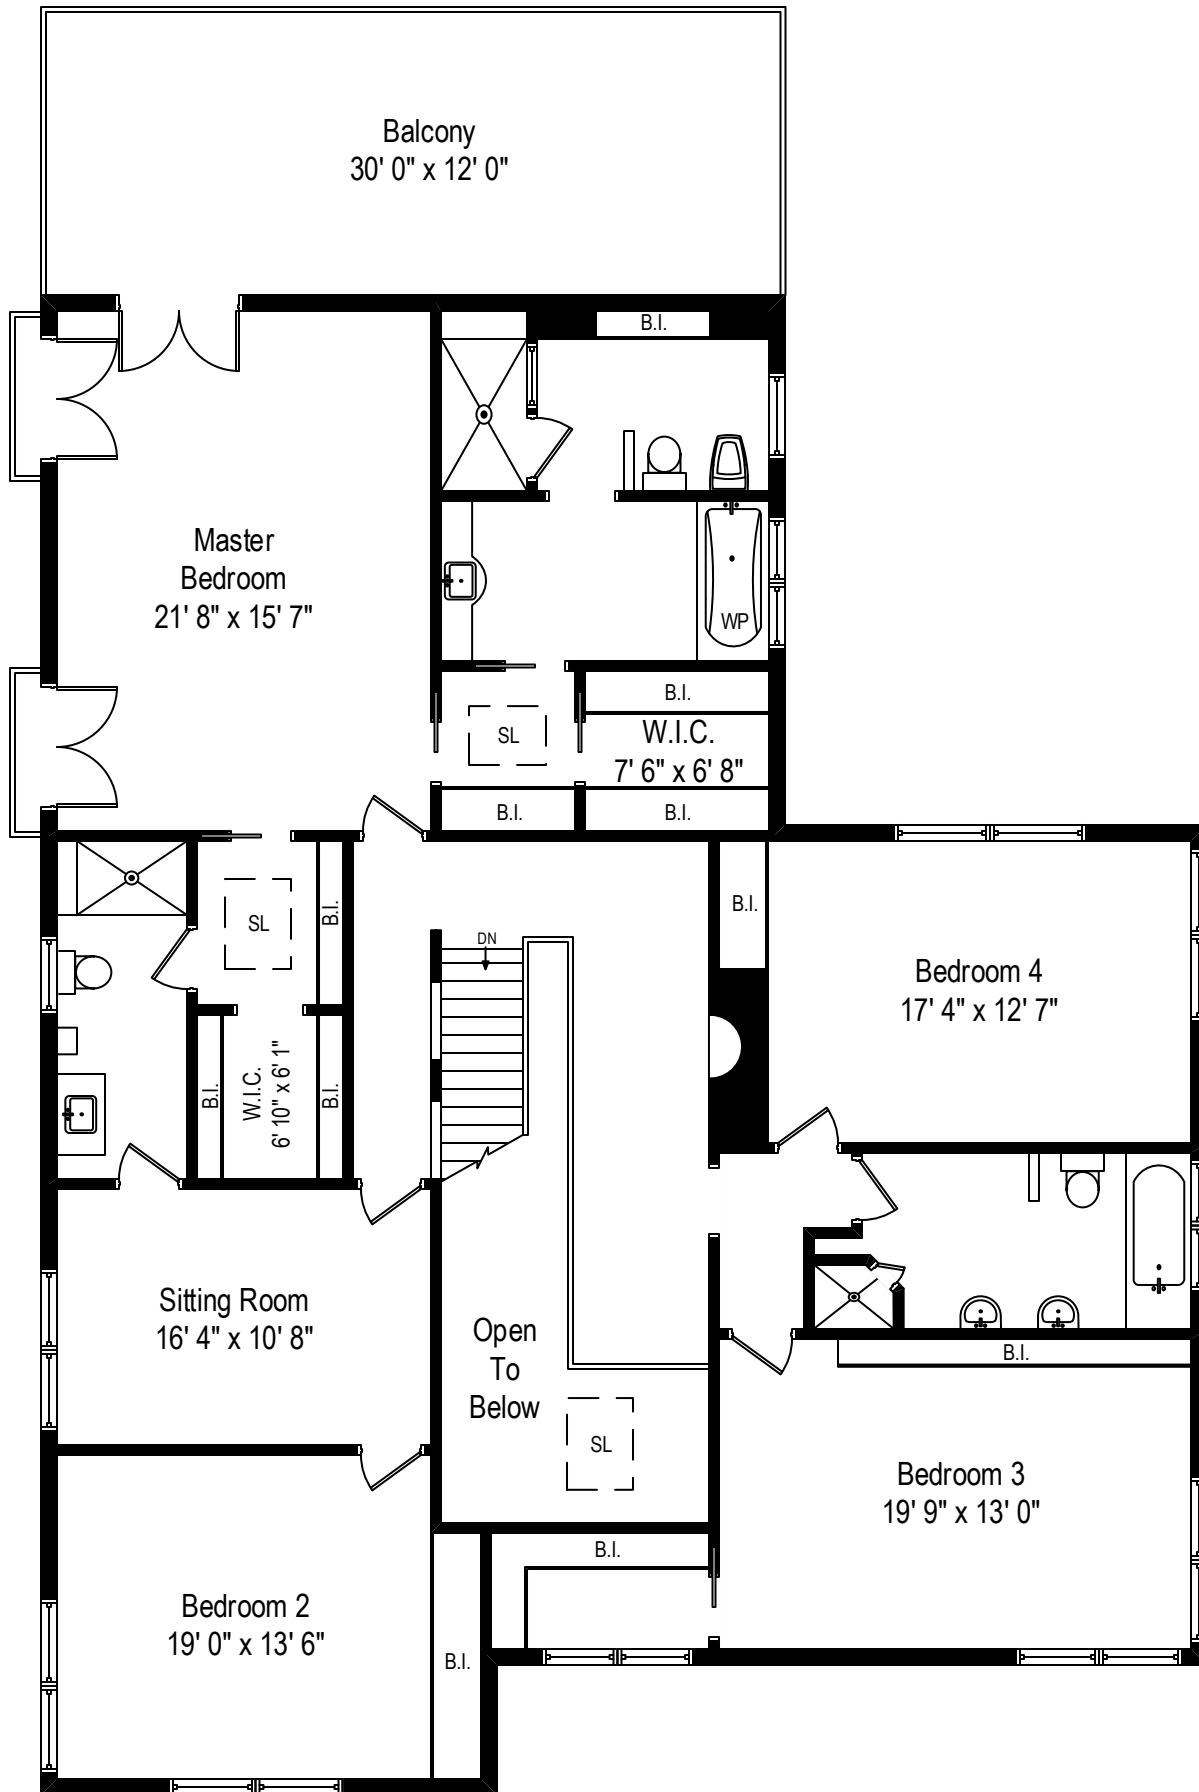 Balcony
30' 0" x 12' 0"
B.I.
Master
Bedroom
21' 8" x 15' 7"
WP
B.I.
SL
W.I.C.
7' 6" x 6' 8"
B.I.
B.I.
SL
B.I.
B.I.
DN
Bedroom 4
17' 4" x 12' 7"
B.I.
W.I.C.
6' 10" x 6' 1"
B.I.
Sitting Room
16' 4" x 10' 8"
Open
To
Below
B.I.
SL
Bedroom 3
19' 9" x 13' 0"
B.I.
Bedroom 2
19' 0" x 13' 6"
B.I.